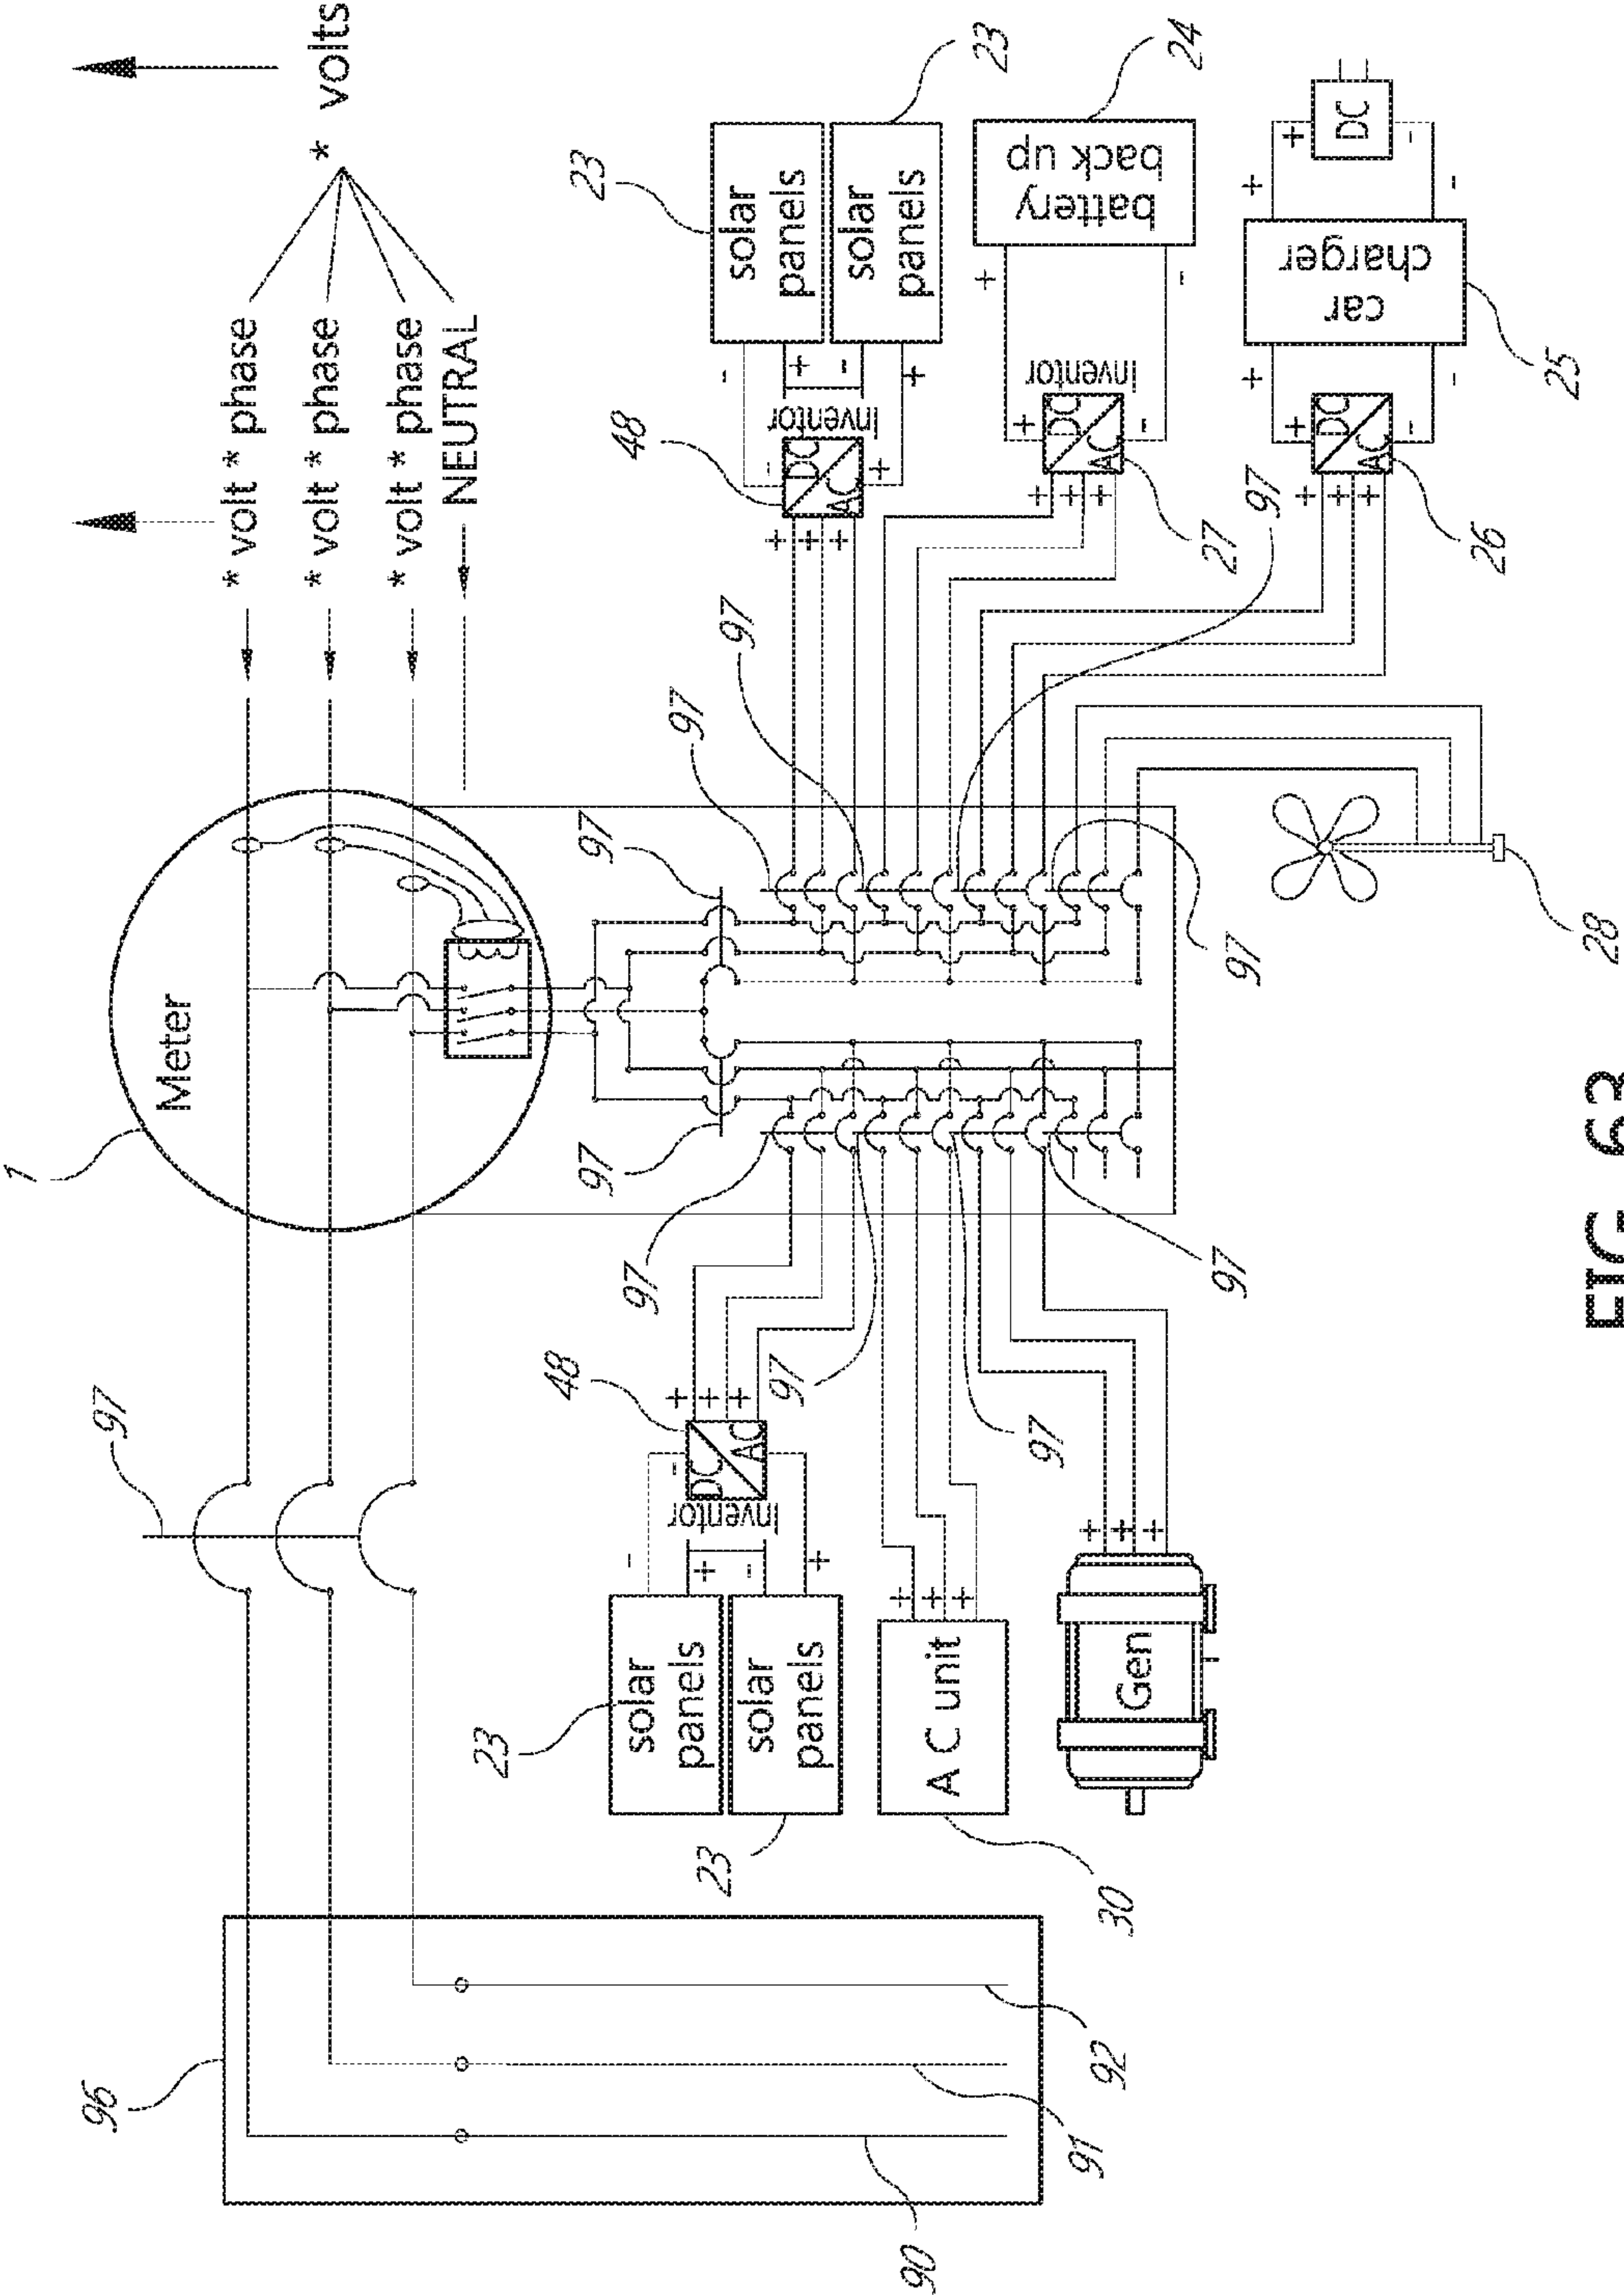 1
Meter
97
* volt * phase
* volt * phase
* volt * phase
NEUTRAL
* volts
96
90
91
92
97
97
97
97
97
97
97
97
97
97
23
solar
panels
solar
panels
23
-
+
-
+
Inventor
DC
AC
-
+
+
+
48
A C unit
+
+
+
30
Gen
+
+
+
48
+
+
+
DC
AC
-
+
Inventor
-
+
-
+
23
solar
panels
solar
panels
23
+
+
+
DC
AC
+
-
inventor
27
+
-
battery
back up
24
+
+
+
DC
AC
+
-
26
+
-
car
charger
25
+
-
+
DC
-
28
FIG. 63